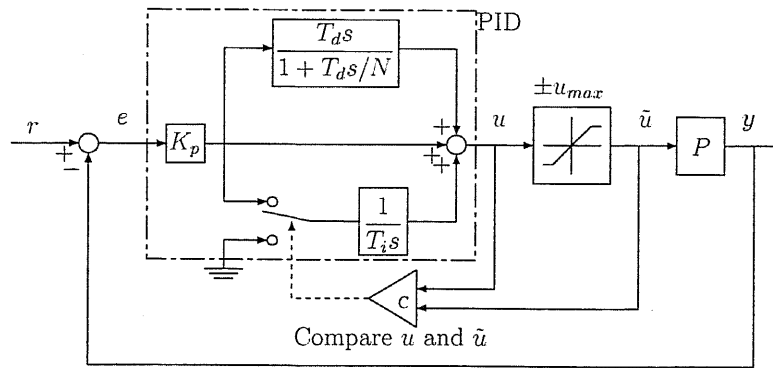 PID
T_d s
1 + T_d s/N
±u_max
r
e
K_p
+
+
+
u
ũ
P
y
+
−
1
T_i s
c
Compare u and ũ